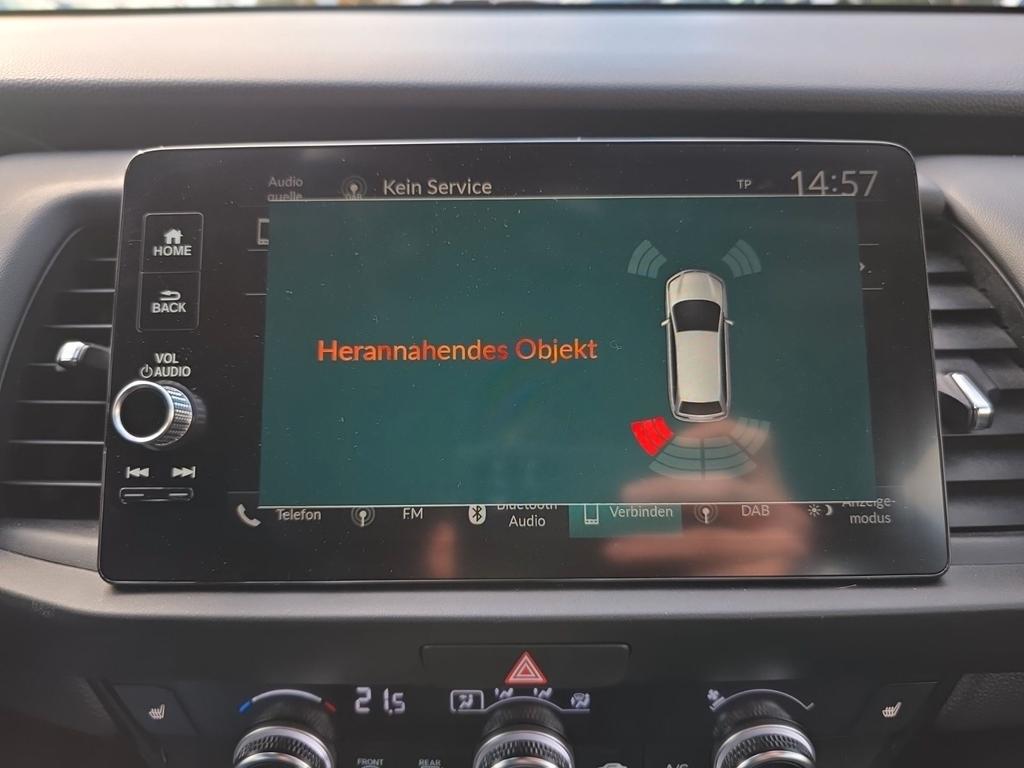 Audio
quelle
Kein Service
TP
14:57
HOME
BACK
VOL
AUDIO
Herannahendes Objekt
Telefon
FM
Bluetooth
Audio
Verbinden
DAB
Anzeige-
modus
21.5
FRONT
REAR
A/C